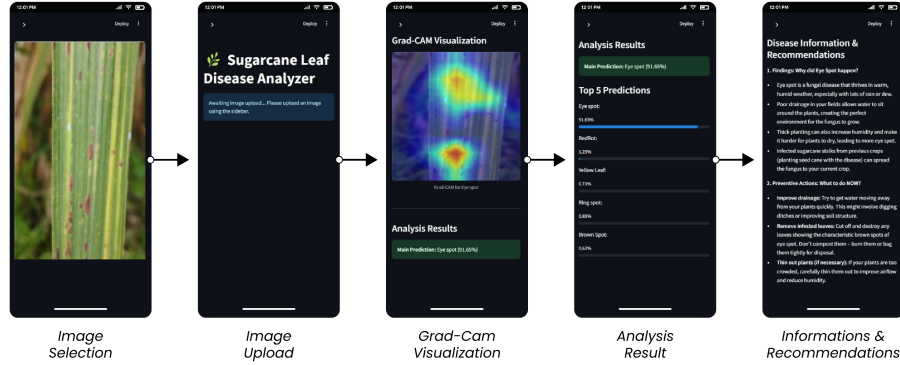 12:01 PM
Deploy
Image
Selection
12:01 PM
Deploy
Sugarcane Leaf
Disease Analyzer
Awaiting image upload... Please upload an image
using the sidebar.
Image
Upload
12:01 PM
Deploy
Grad-CAM Visualization
Grad-CAM for Eye spot
Analysis Results
Main Prediction: Eye spot (91.65%)
Grad-Cam
Visualization
12:01 PM
Deploy
Analysis Results
Main Prediction: Eye spot (91.65%)
Top 5 Predictions
Eye spot:
91.65%
RedRot:
Yellow Leaf:
0.73%
Ring spot:
0.65%
Brown Spot:
0.62%
Analysis
Result
12:01 PM
Deploy
Disease Information &
Recommendations
1. Findings: Why did Eye Spot happen?
• Eye spot is a fungal disease that thrives in warm,
humid weather, especially with lots of rain or dew.
• Poor drainage in your fields allows water to sit
around the plants, creating the perfect
environment for the fungus to grow.
• Thick planting can also increase humidity and make
it harder for plants to dry, leading to more eye spot.
• Infected sugarcane stalks from previous crops
(planting seed cane with the disease) can spread
the fungus to your current crop.
2. Preventive Actions: What to do NOW?
• Improve drainage: Try to get water moving away
from your plants quickly. This might involve digging
ditches or improving soil structure.
• Remove infected leaves: Cut off and destroy any
leaves showing the characteristic brown spots of
eye spot. Don't compost them – burn them or bag
them tightly for disposal.
• Thin out plants (if necessary): If your plants are too
crowded, carefully thin them out to improve airflow
and reduce humidity.
Informations &
Recommendations